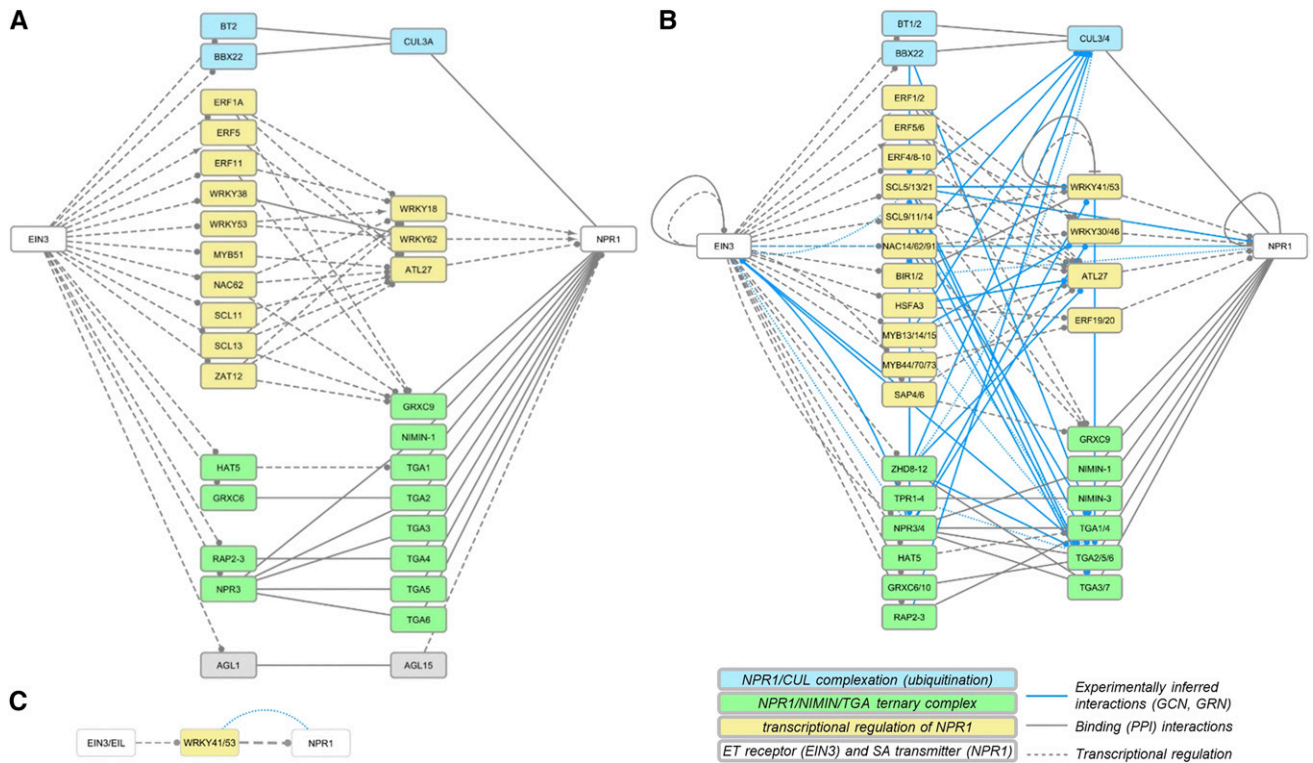 A
BT2
BBX22
CUL3A
ERF1A
ERF5
ERF11
WRKY38
WRKY53
MYB51
NAC62
SCL11
SCL13
ZAT12
WRKY18
WRKY62
ATL27
EIN3
NPR1
GRXC9
NIMIN-1
TGA1
TGA2
TGA3
TGA4
TGA5
TGA6
HAT5
GRXC6
RAP2-3
NPR3
AGL1
AGL15
B
BT1/2
BBX22
CUL3/4
ERF1/2
ERF5/6
ERF4/8-10
SCL5/13/21
SCL9/11/14
NAC14/62/91
BIR1/2
HSFA3
MYB13/14/15
MYB44/70/73
SAP4/6
WRKY41/53
WRKY30/46
ATL27
ERF19/20
EIN3
NPR1
ZHD8-12
TPR1-4
NPR3/4
HAT5
GRXC6/10
RAP2-3
GRXC9
NIMIN-1
NIMIN-3
TGA1/4
TGA2/5/6
TGA3/7
C
EIN3/EIL
WRKY41/53
NPR1
NPR1/CUL complexation (ubiquitination)
NPR1/NIMIN/TGA ternary complex
transcriptional regulation of NPR1
ET receptor (EIN3) and SA transmitter (NPR1)
Experimentally inferred
interactions (GCN, GRN)
Binding (PPI) interactions
Transcriptional regulation